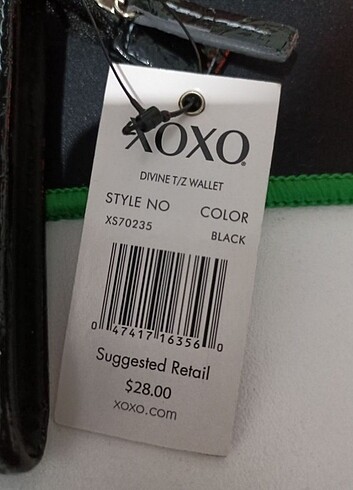 XOXO
DIVINE T/Z WALLET
STYLE NO COLOR
XS70235 BLACK
0 47417 16356 0
Suggested Retail
$28.00
xoxo.com